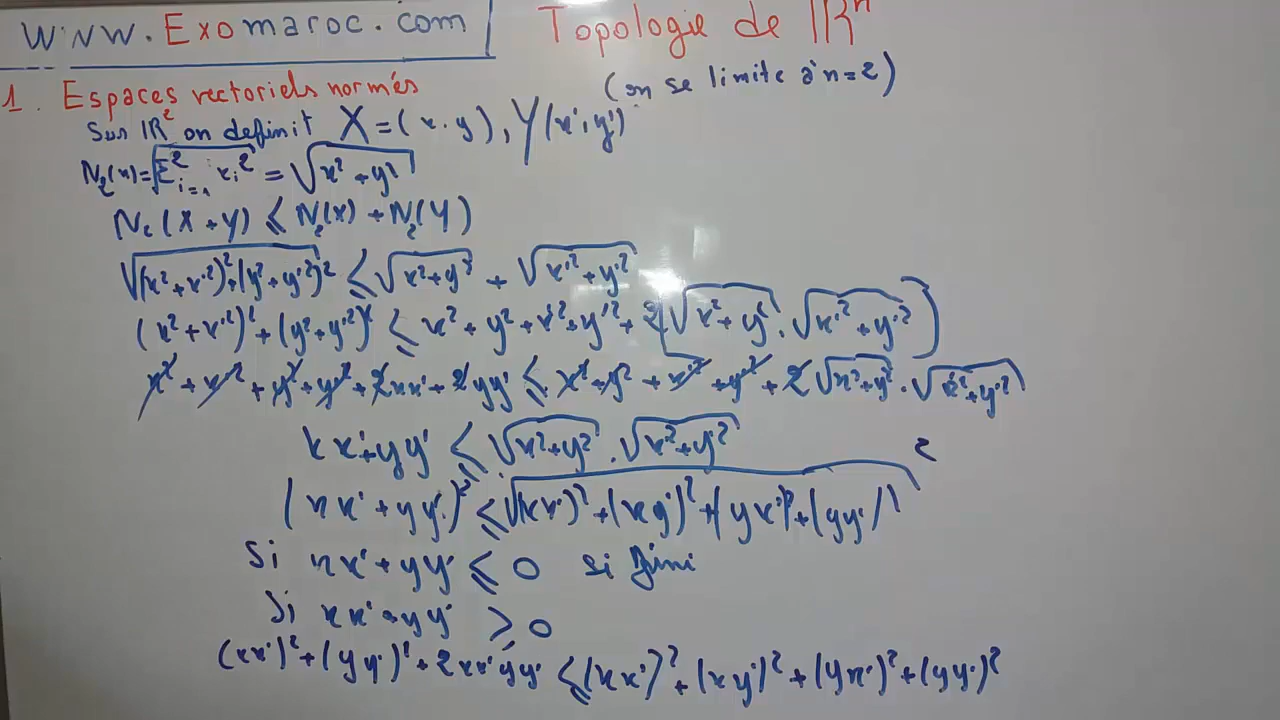 www.Exomaroc.com
Topologie de ℝⁿ
1. Espaces vectoriels normés
(on se limite à n=2)
Sur ℝ² on definit X=(x,y), Y(x',y')
N₂(x)=√(Σ²ᵢ₌₁ xᵢ²) = √(x²+y²)
N₂(X+Y) ≤ N₂(X) + N₂(Y)
√((x²+x'²)²+(y²+y'²)²) ≤ √(x²+y²) + √(x'²+y'²)
(x²+x'²)²+(y²+y'²)² ≤ x²+y²+x'²+y'²+2[√(x²+y²).√(x'²+y'²)]
x²+x'²+y²+y'²+2xx'+2yy' ≤ x²+y²+x'²+y'²+2√(x²+y²).√(x'²+y'²)
xx'+yy' ≤ √(x²+y²).√(x'²+y'²)
(xx'+yy')² ≤ √((xx')²+(xy')²+(yx')²+(yy')²)²
Si xx'+yy' ≤ 0 si fini
Si xx'+yy' > 0
(xx')²+(yy')²+2xx'yy' ≤ (xx')²+(xy')²+(yx')²+(yy')²